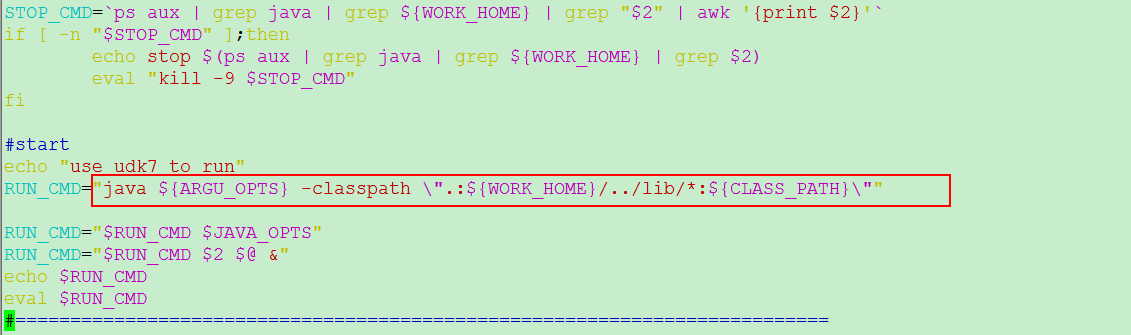 STOP_CMD=`ps aux | grep java | grep ${WORK_HOME} | grep "$2" | awk '{print $2}'`
if [ -n "$STOP_CMD" ];then
        echo stop $(ps aux | grep java | grep ${WORK_HOME} | grep $2)
        eval "kill -9 $STOP_CMD"
fi
#start
echo "use udk7 to run"
RUN_CMD="java ${ARGU_OPTS} -classpath \".:${WORK_HOME}/../lib/*:${CLASS_PATH}\""
RUN_CMD="$RUN_CMD $JAVA_OPTS"
RUN_CMD="$RUN_CMD $2 $@ &"
echo $RUN_CMD
eval $RUN_CMD
#==========================================================================